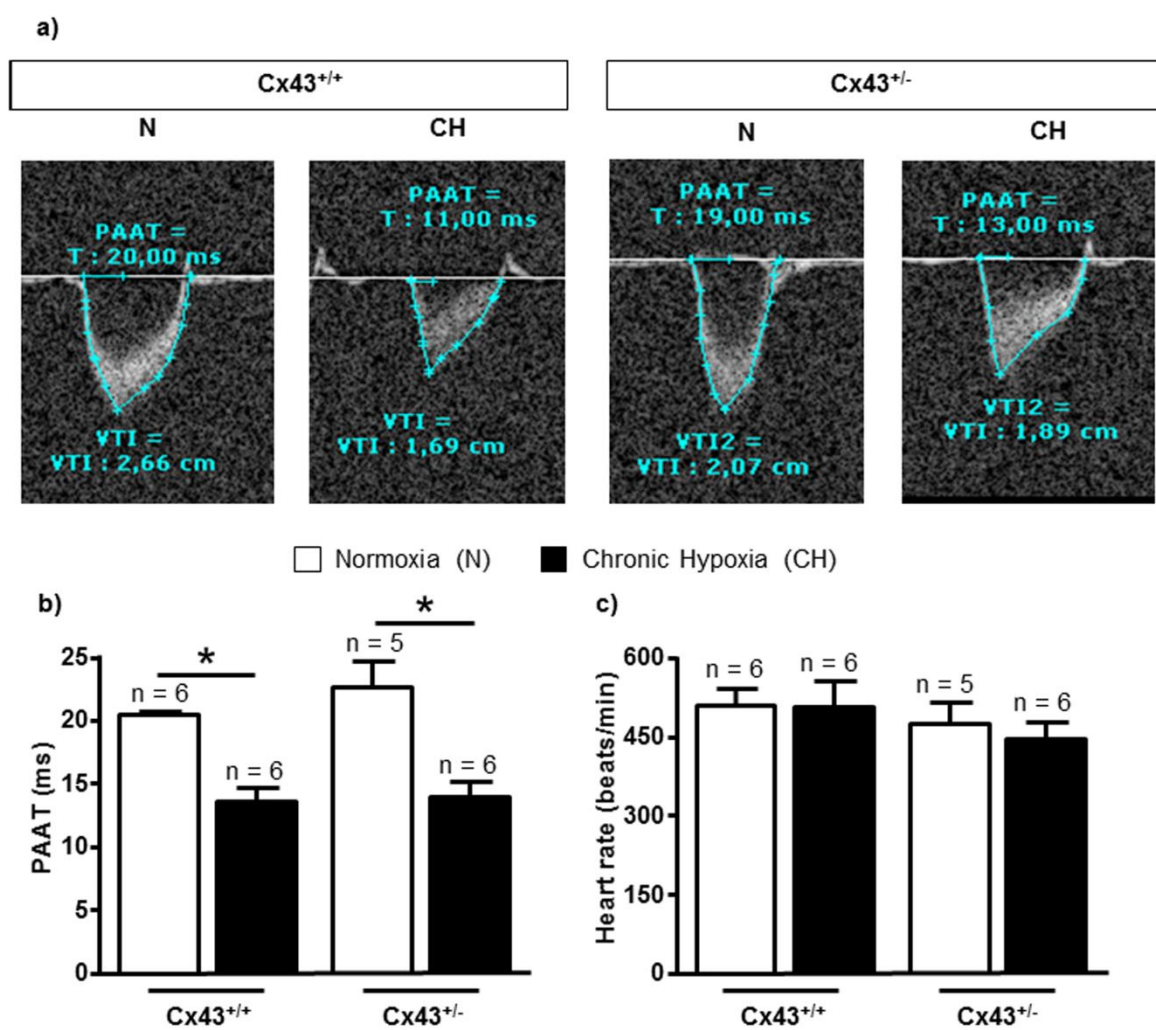 a)
Cx43+/+
Cx43+/-
N
CH
N
CH
PAAT =
T : 20,00 ms
VTI =
VTI : 2,66 cm
PAAT =
T : 11,00 ms
VTI =
VTI : 1,69 cm
PAAT =
T : 19,00 ms
VTI2 =
VTI : 2,07 cm
PAAT =
T : 13,00 ms
VTI2 =
VTI : 1,89 cm
Normoxia (N)
Chronic Hypoxia (CH)
b)
PAAT (ms)
25
20
15
10
5
0
n = 6
*
n = 6
n = 5
*
n = 6
Cx43+/+
Cx43+/-
c)
Heart rate (beats/min)
600
450
300
150
0
n = 6
n = 6
n = 5
n = 6
Cx43+/+
Cx43+/-